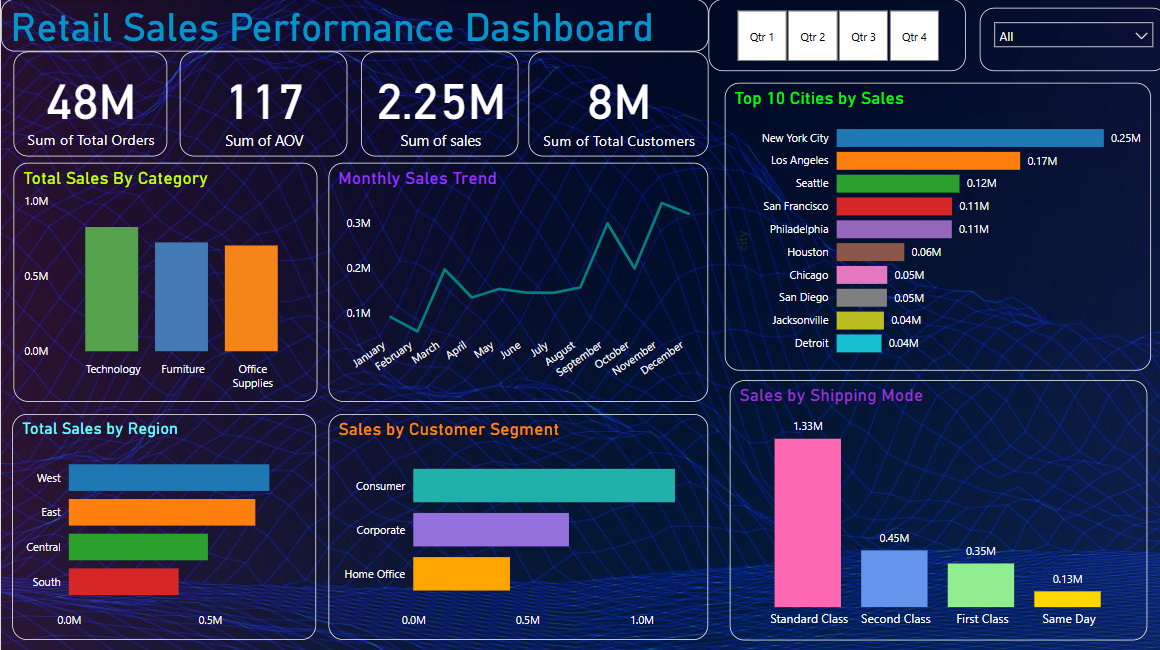 Retail Sales Performance Dashboard
Qtr 1
Qtr 2
Qtr 3
Qtr 4
All
48M
Sum of Total Orders
117
Sum of AOV
2.25M
Sum of sales
8M
Sum of Total Customers
Total Sales By Category
1.0M
0.5M
0.0M
Technology
Furniture
Office
Supplies
Monthly Sales Trend
0.3M
0.2M
0.1M
January
February
March
April
May
June
July
August
September
October
November
December
Top 10 Cities by Sales
city
New York City
0.25M
Los Angeles
0.17M
Seattle
0.12M
San Francisco
0.11M
Philadelphia
0.11M
Houston
0.06M
Chicago
0.05M
San Diego
0.05M
Jacksonville
0.04M
Detroit
0.04M
Total Sales by Region
West
East
Central
South
0.0M
0.5M
Sales by Customer Segment
Consumer
Corporate
Home Office
0.0M
0.5M
1.0M
Sales by Shipping Mode
1.33M
0.45M
0.35M
0.13M
Standard Class
Second Class
First Class
Same Day